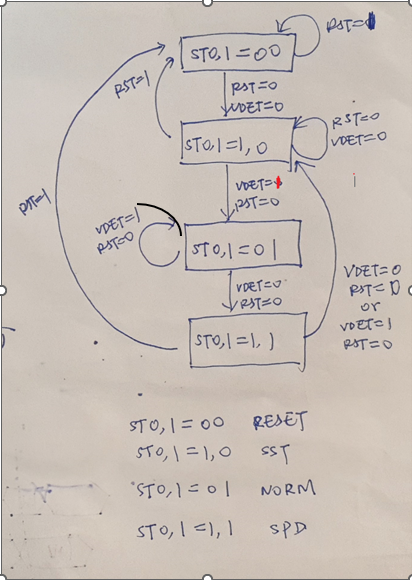 RST=
ST0,1=00
RST=1
RST=0
VDET=0
RST=0
VDET=0
ST0,1=1,0
VDET=
RST=0
RST=1
VDET=1
RST=0
ST0,1=01
VDET=0
RST=0
VDET=0
RST=0
or
VDET=1
RST=0
ST0,1=1,1
ST0,1=00 RESET
ST0,1=1,0 SST
ST0,1=01 NORM
ST0,1=1,1 SPD